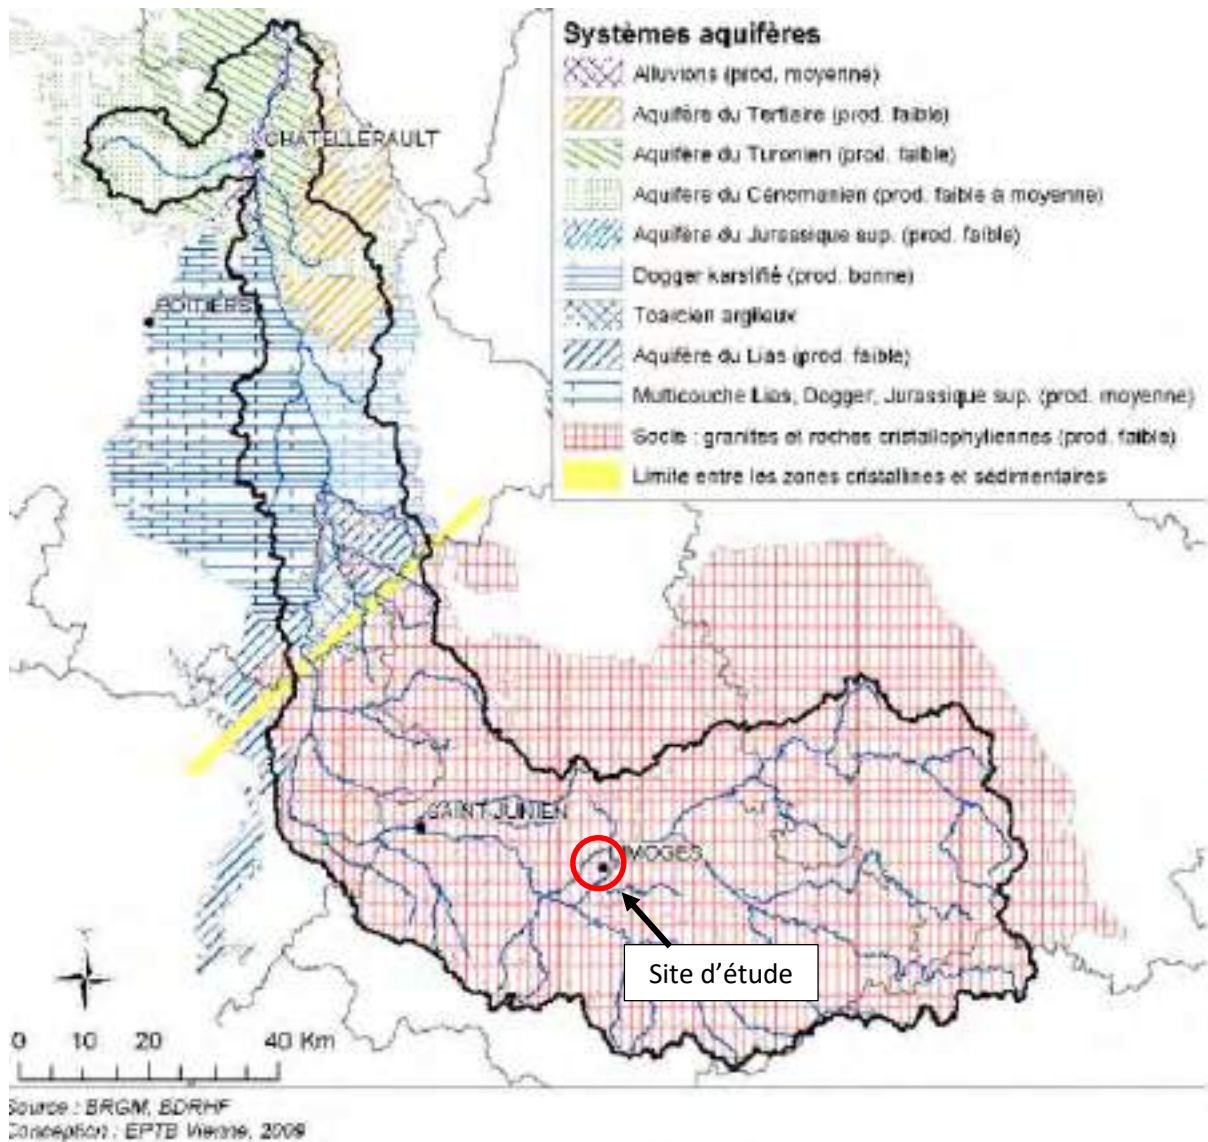 Systèmes aquifères
Alluvions (prod. moyenne)
Aquifère du Tertiaire (prod. faible)
Aquifère du Turonien (prod. faible)
Aquifère du Cénomanien (prod. faible à moyenne)
Aquifère du Jurassique sup. (prod. faible)
Dogger karstifié (prod. bonne)
Toarcien argileux
Aquifère du Lias (prod. faible)
Multicouche Lias, Dogger, Jurassique sup. (prod. moyenne)
Socle : granites et roches cristallophyliennes (prod. faible)
Limite entre les zones cristallines et sédimentaires
CHATELLERAULT
POITIERS
SAINT-JUNIEN
LIMOGES
Site d'étude
0 10 20 40 Km
Source : BRGM, BDRHF
Conception : EPTB Vienne, 2009